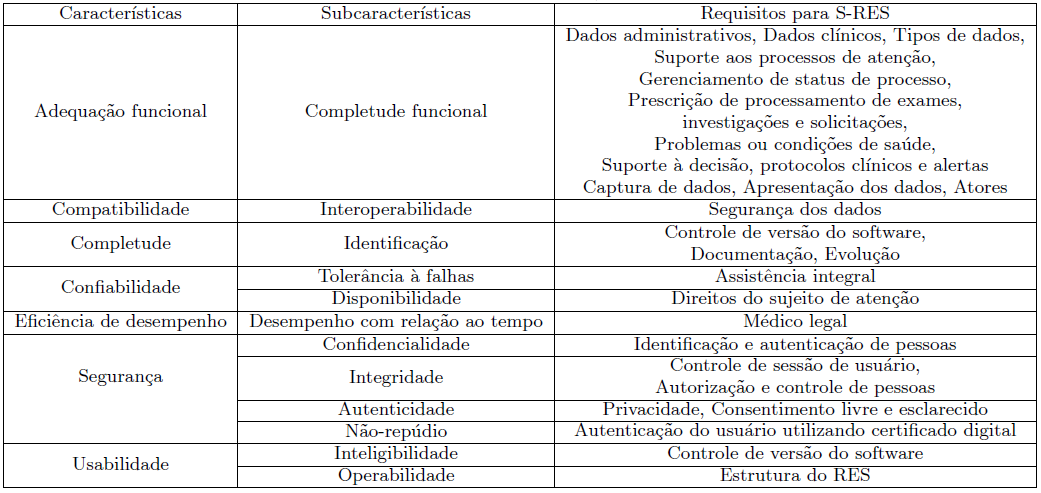 Características Subcaracterísticas Requisitos para S-RES
Adequação funcional Completude funcional Dados administrativos, Dados clínicos, Tipos de dados,
Suporte aos processos de atenção,
Gerenciamento de status de processo,
Prescrição de processamento de exames,
investigações e solicitações,
Problemas ou condições de saúde,
Suporte à decisão, protocolos clínicos e alertas
Captura de dados, Apresentação dos dados, Atores
Compatibilidade Interoperabilidade Segurança dos dados
Completude Identificação Controle de versão do software,
Documentação, Evolução
Confiabilidade Tolerância à falhas Assistência integral
Disponibilidade Direitos do sujeito de atenção
Eficiência de desempenho Desempenho com relação ao tempo Médico legal
Segurança Confidencialidade Identificação e autenticação de pessoas
Integridade Controle de sessão de usuário,
Autorização e controle de pessoas
Autenticidade Privacidade, Consentimento livre e esclarecido
Não-repúdio Autenticação do usuário utilizando certificado digital
Usabilidade Inteligibilidade Controle de versão do software
Operabilidade Estrutura do RES